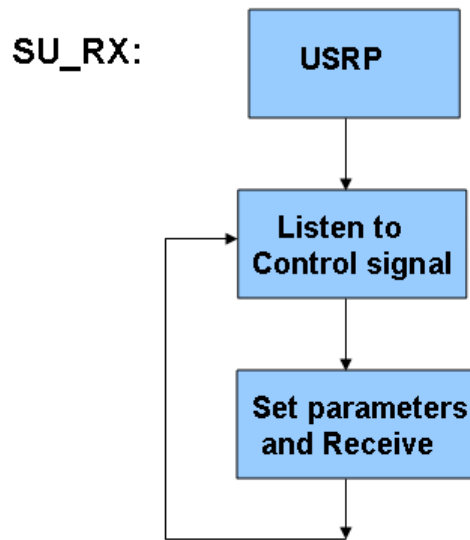 SU_RX:
USRP
Listen to
Control signal
Set parameters
and Receive